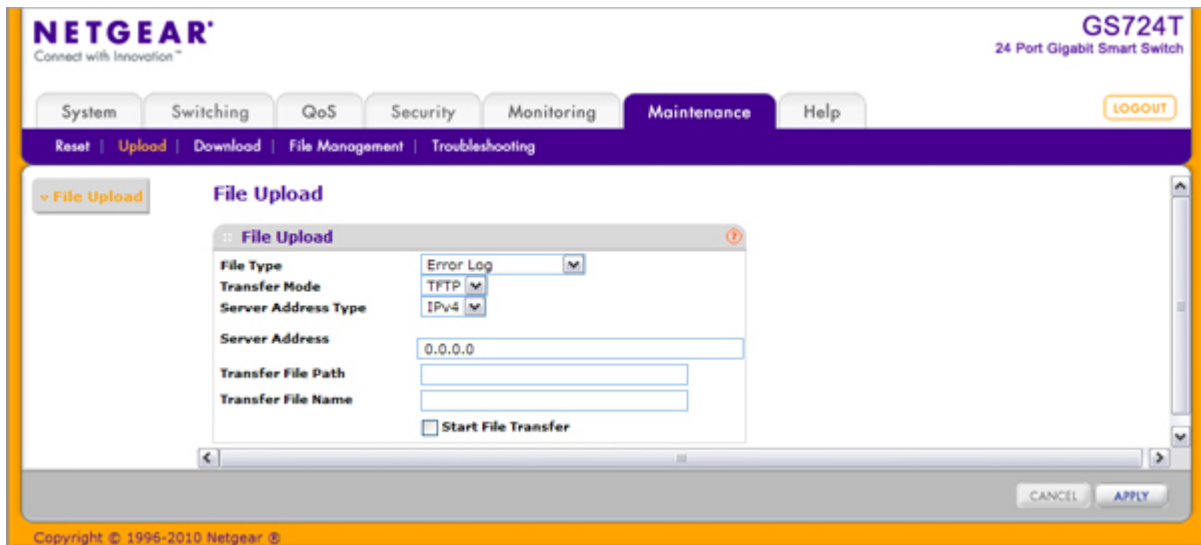 NETGEAR®
GS724T
Connect with Innovation™
24 Port Gigabit Smart Switch
System Switching QoS Security Monitoring Maintenance Help LOGOUT
Reset | Upload | Download | File Management | Troubleshooting
File Upload
File Upload
File Upload
File Type Error Log
Transfer Mode TFTP
Server Address Type IPv4
Server Address 0.0.0.0
Transfer File Path
Transfer File Name
Start File Transfer
CANCEL APPLY
Copyright © 1996-2010 Netgear ®